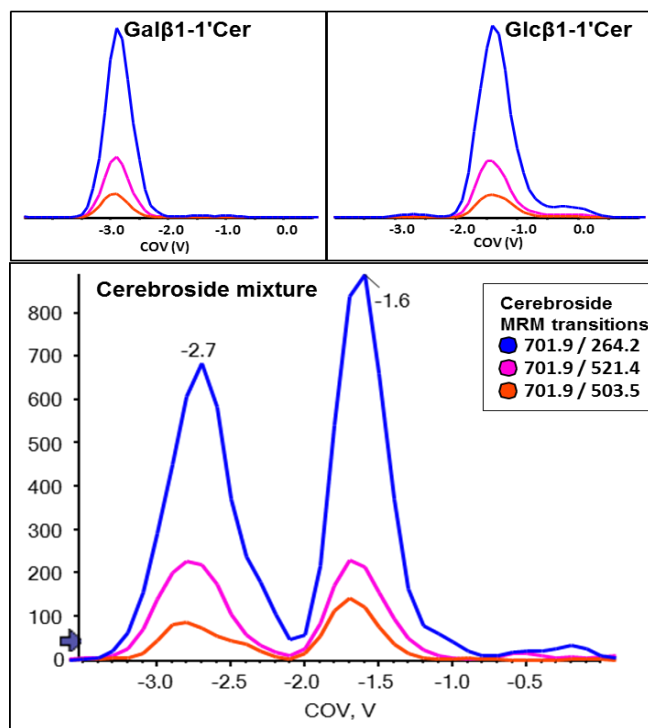 Galβ1-1'Cer
-3.0 -2.0 -1.0 0.0
COV (V)
Glcβ1-1'Cer
-3.0 -2.0 -1.0 0.0
COV (V)
Cerebroside mixture
Cerebroside
MRM transitions
701.9 / 264.2
701.9 / 521.4
701.9 / 503.5
-2.7
-1.6
800
700
600
500
400
300
200
100
0
-3.0 -2.5 -2.0 -1.5 -1.0 -0.5
COV, V